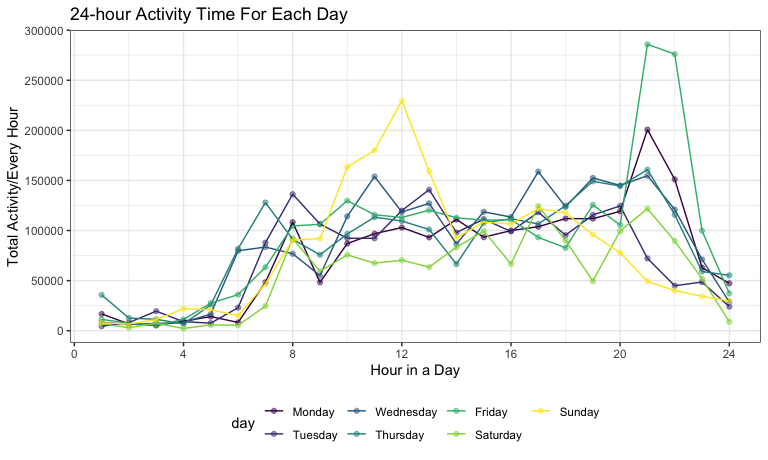 24-hour Activity Time For Each Day
Total Activity/Every Hour
300000
250000
200000
150000
100000
50000
0
0 4 8 12 16 20 24
Hour in a Day
day
Monday Wednesday Friday Sunday
Tuesday Thursday Saturday